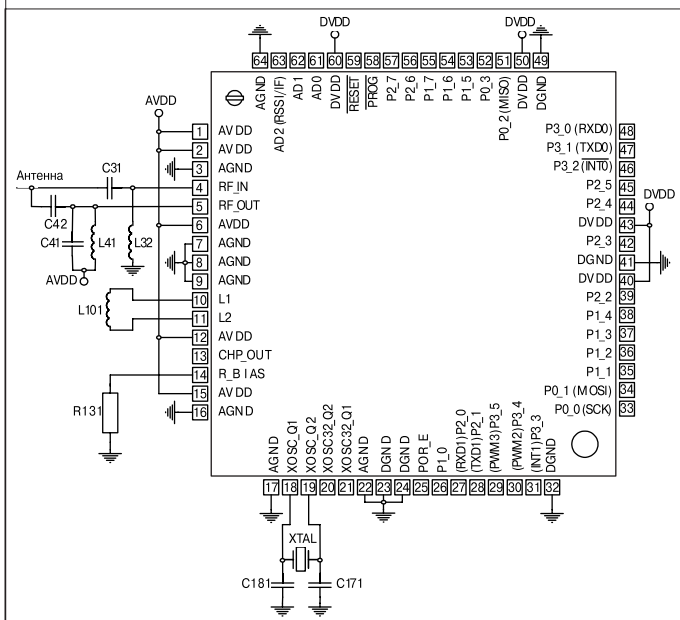 DVDD
DVDD
64 63 62 61 60 59 58 57 56 55 54 53 52 51 50 49
AGND
AD2 (RSSI/IF)
AD1
AD0
DVDD
RESET
PROG
P2_7
P2_6
P1_7
P1_6
P1_5
P0_3
P0_2 (MISO)
DVDD
DGND
AVDD
1 AVDD
2 AVDD
3 AGND
Антенна
C31
4 RF_IN
5 RF_OUT
C42
6 AVDD
C41
L41
L32
7 AGND
8 AGND
AVDD
9 AGND
10 L1
L101
11 L2
12 AVDD
13 CHP_OUT
14 R_BIAS
15 AVDD
R131
16 AGND
P3_0 (RXD0) 48
P3_1 (TXD0) 47
P3_2 (INT0) 46
P2_5 45
P2_4 44
DVDD
DVDD 43
P2_3 42
DGND 41
DVDD 40
P2_2 39
P1_4 38
P1_3 37
P1_2 36
P1_1 35
P0_1 (MOSI) 34
P0_0 (SCK) 33
AGND
XOSC_Q1
XOSC_Q2
XOSC32_Q2
XOSC32_Q1
AGND
DGND
DGND
POR_E
P1_0
(RXD1) P2_0
(TXD1) P2_1
(PWM3) P3_5
(PWM2) P3_4
(INT1) P3_3
DGND
17 18 19 20 21 22 23 24 25 26 27 28 29 30 31 32
XTAL
C181
C171